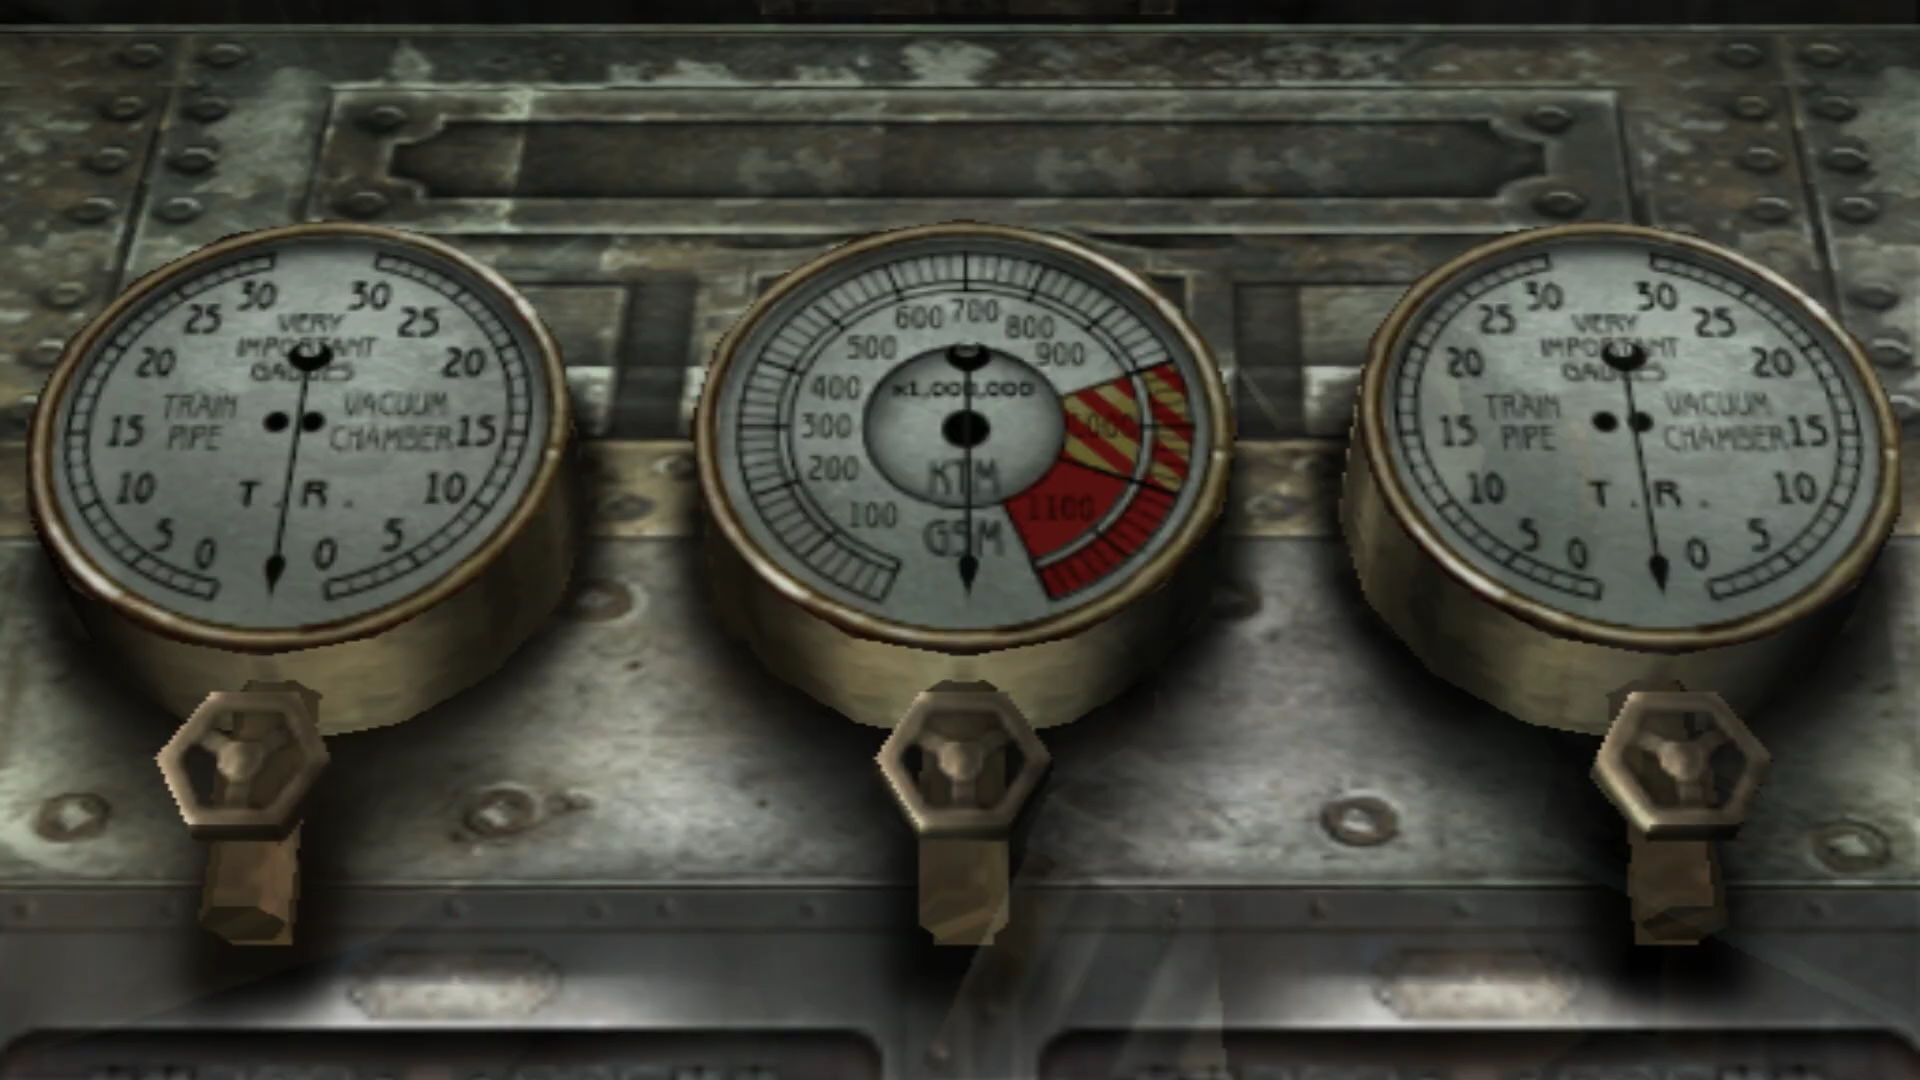 30 30
25 25
VERY
IMPORTANT
GAUGES
20 20
TRAIN VACUUM
PIPE CHAMBER
15 15
T.R.
10 10
5 5
0 0
600 700 800
500 900
400 x1,000,000
300 1000
200 KTM
100 1100
GSM
30 30
25 25
VERY
IMPORTANT
GAUGES
20 20
TRAIN VACUUM
PIPE CHAMBER
15 15
T.R.
10 10
5 5
0 0